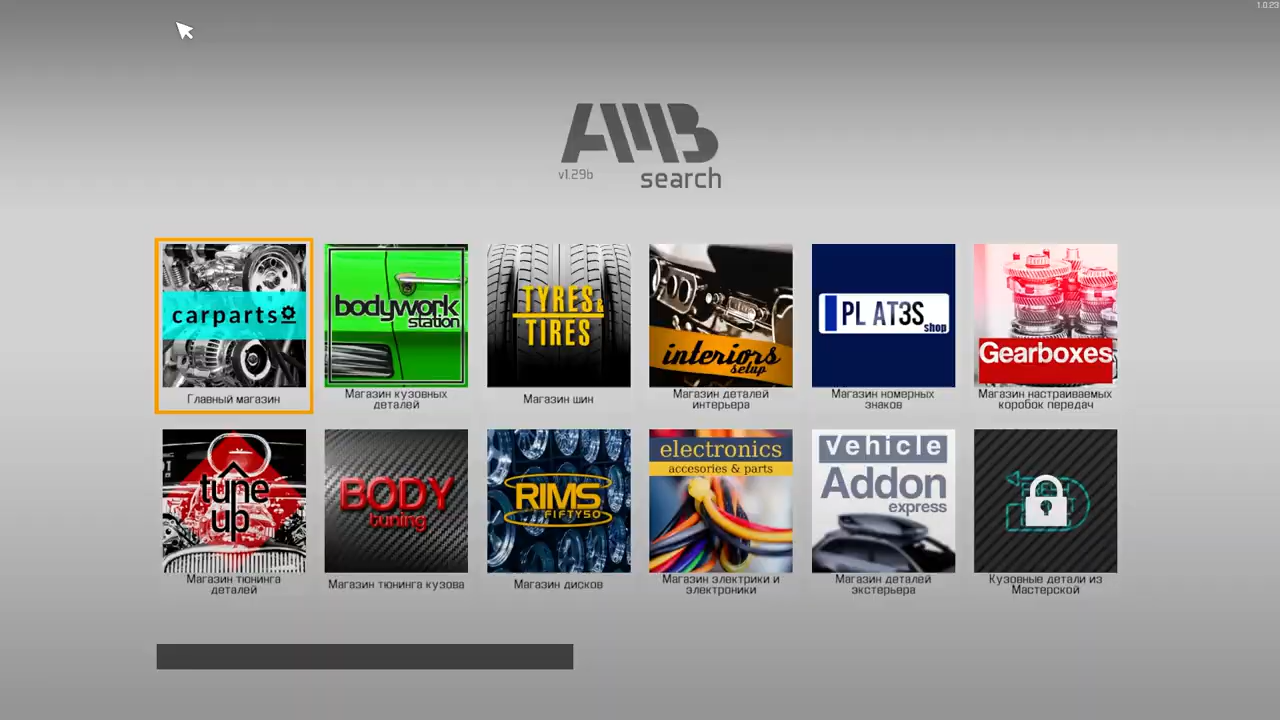 1.0.23
AMB
v1.29b
search
carparts
bodywork
station
TYRES&
TIRES
interiors
setup
PL AT3S
shop
Gearboxes
Главный магазин
Магазин кузовных
деталей
Магазин шин
Магазин деталей
интерьера
Магазин номерных
знаков
Магазин настраиваемых
коробок передач
tune
up
BODY
tuning
RIMS
FIFTY50
electronics
accesories & parts
vehicle
Addon
express
Магазин тюнинга
деталей
Магазин тюнинга кузова
Магазин дисков
Магазин электрики и
электроники
Магазин деталей
экстерьера
Кузовные детали из
Мастерской